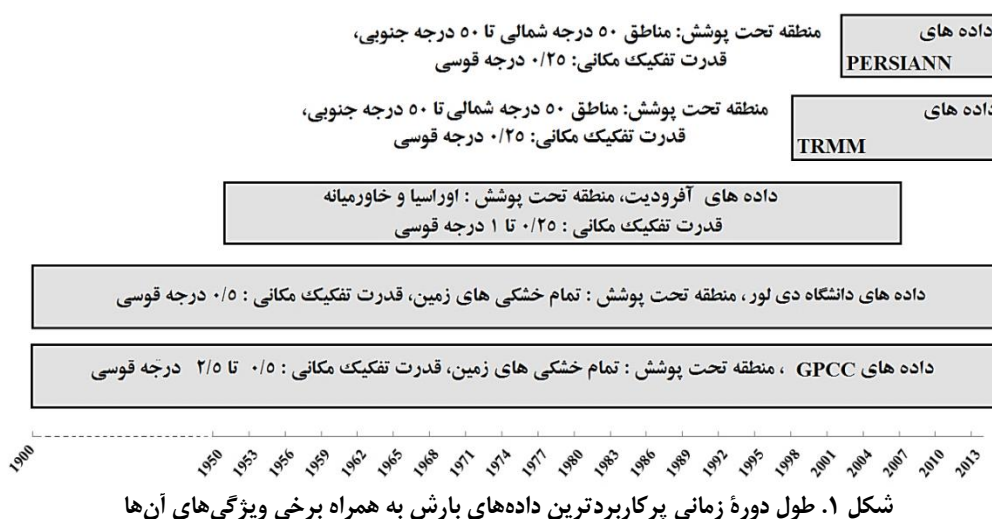 داده های
PERSIANN
منطقه تحت پوشش: مناطق ۵۰ درجه شمالی تا ۵۰ درجه جنوبی،
قدرت تفکیک مکانی: ۰/۲۵ درجه قوسی
داده های
TRMM
منطقه تحت پوشش: مناطق ۵۰ درجه شمالی تا ۵۰ درجه جنوبی،
قدرت تفکیک مکانی: ۰/۲۵ درجه قوسی
داده های آفرودیت، منطقه تحت پوشش : اوراسیا و خاورمیانه
قدرت تفکیک مکانی : ۰/۲۵ تا ۱ درجه قوسی
داده های دانشگاه دی لور ، منطقه تحت پوشش : تمام خشکی های زمین، قدرت تفکیک مکانی : ۰/۵ درجه قوسی
داده های GPCC ، منطقه تحت پوشش : تمام خشکی های زمین، قدرت تفکیک مکانی : ۰/۵ تا ۲/۵ درجه قوسی
1900 1950 1953 1956 1959 1962 1965 1968 1971 1974 1977 1980 1983 1986 1989 1992 1995 1998 2001 2004 2007 2010 2013
شکل ۱. طول دورۀ زمانی پرکاربردترین داده‌های بارش به همراه برخی ویژگی‌های آن‌ها